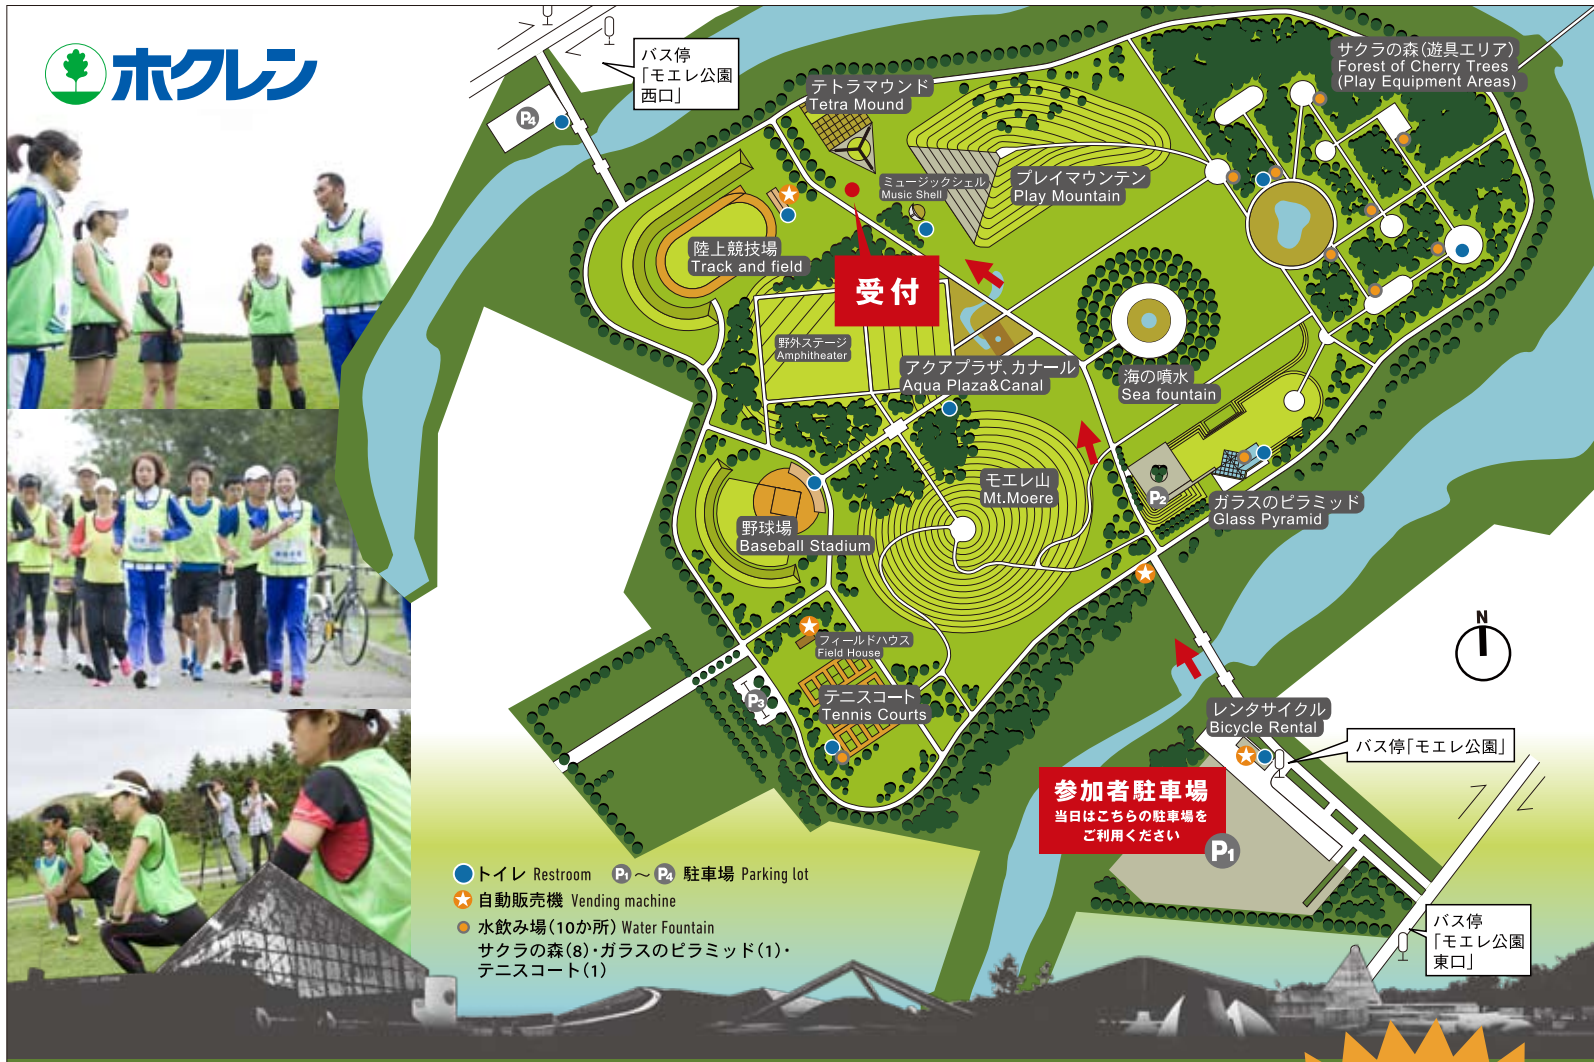 ホクレン
バス停
「モエレ公園
西口」
P4
テトラマウンド
Tetra Mound
サクラの森（遊具エリア）
Forest of Cherry Trees
(Play Equipment Areas)
ミュージックシェル
Music Shell
プレイマウンテン
Play Mountain
陸上競技場
Track and field
受付
野外ステージ
Amphitheater
アクアプラザ、カナール
Aqua Plaza&Canal
海の噴水
Sea fountain
モエレ山
Mt.Moere
P2
ガラスのピラミッド
Glass Pyramid
野球場
Baseball Stadium
フィールドハウス
Field House
P3
テニスコート
Tennis Courts
N
レンタサイクル
Bicycle Rental
バス停「モエレ公園」
参加者駐車場
当日はこちらの駐車場を
ご利用ください
P1
トイレ Restroom P1～P4 駐車場 Parking lot
自動販売機 Vending machine
水飲み場（10か所） Water Fountain
サクラの森（8）・ガラスのピラミッド（1）・
テニスコート（1）
バス停
「モエレ公園
東口」